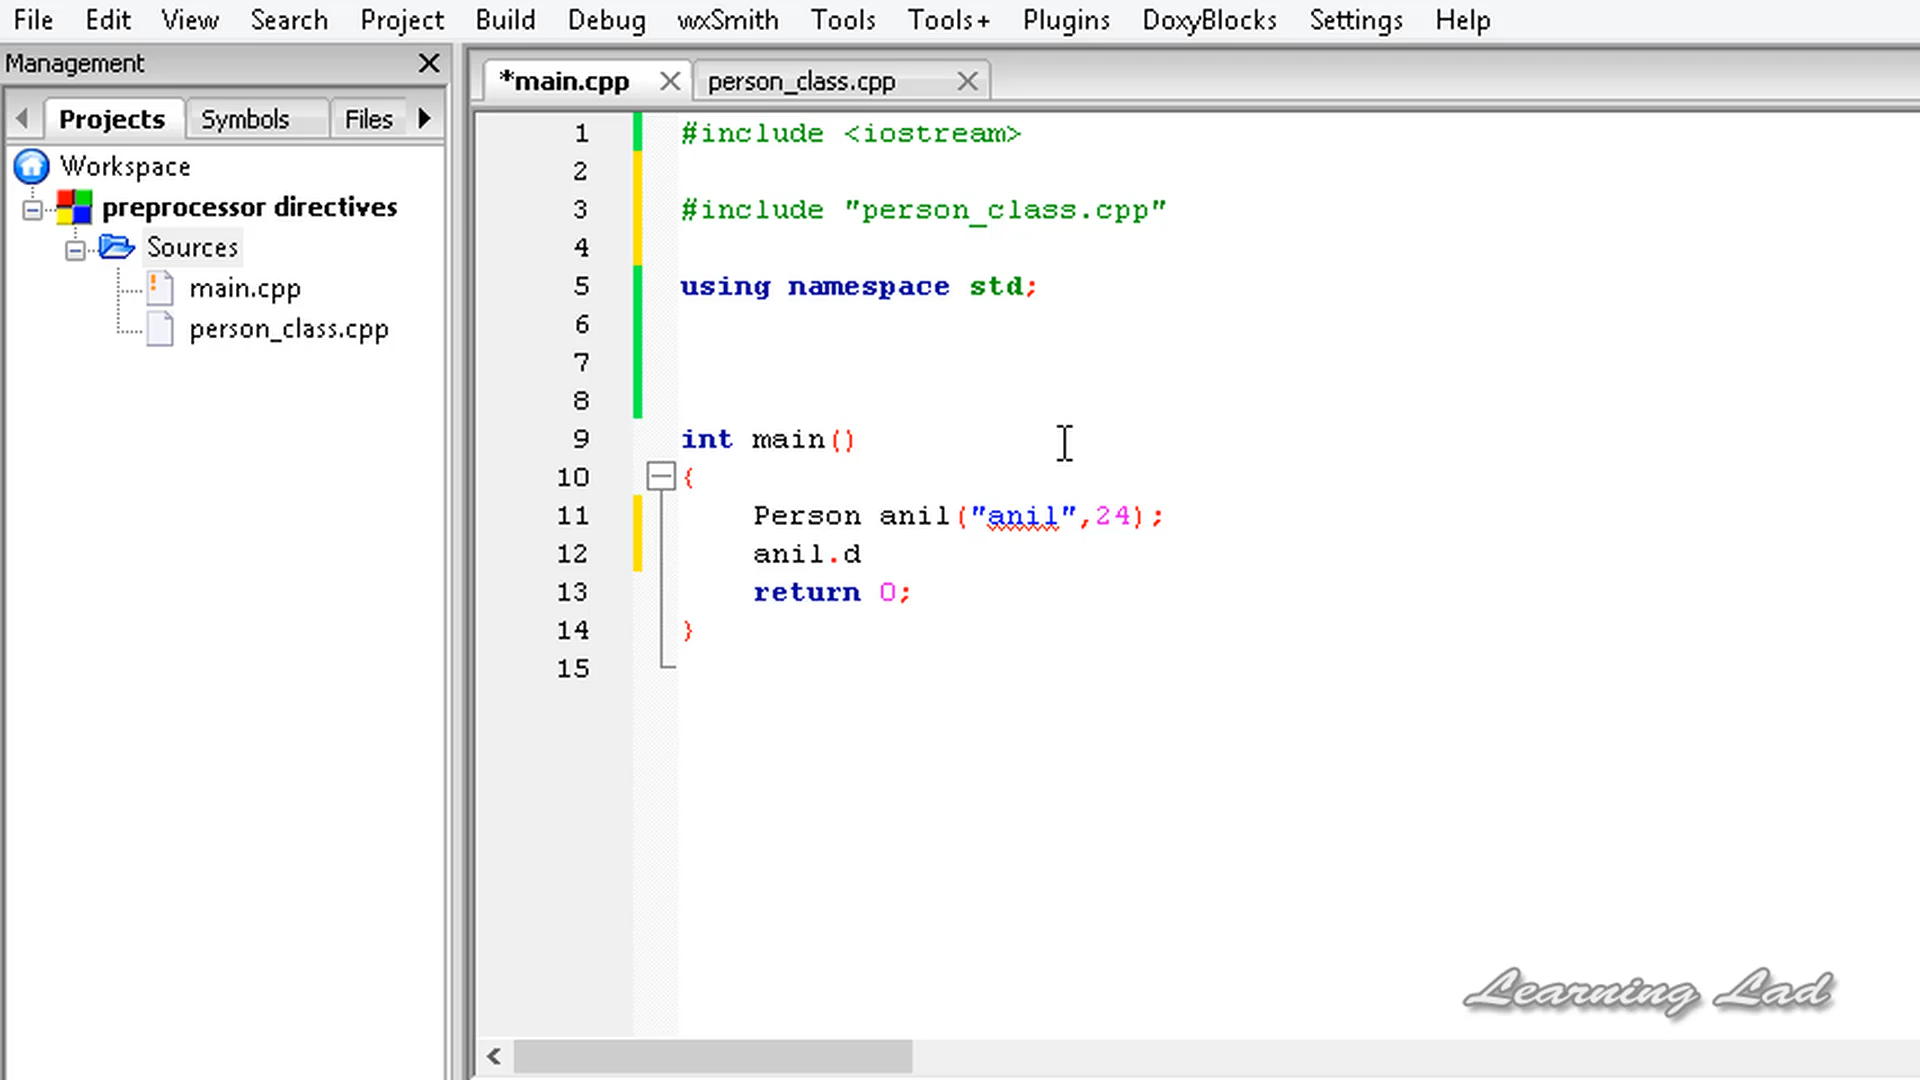 File Edit View Search Project Build Debug wxSmith Tools Tools+ Plugins DoxyBlocks Settings Help
Management
Projects Symbols Files
Workspace
preprocessor directives
Sources
main.cpp
person_class.cpp
*main.cpp person_class.cpp
1 #include <iostream>
2
3 #include "person_class.cpp"
4
5 using namespace std;
6
7
8
9 int main()
10 {
11 Person anil("anil",24);
12 anil.d
13 return 0;
14 }
15
Learning Lad